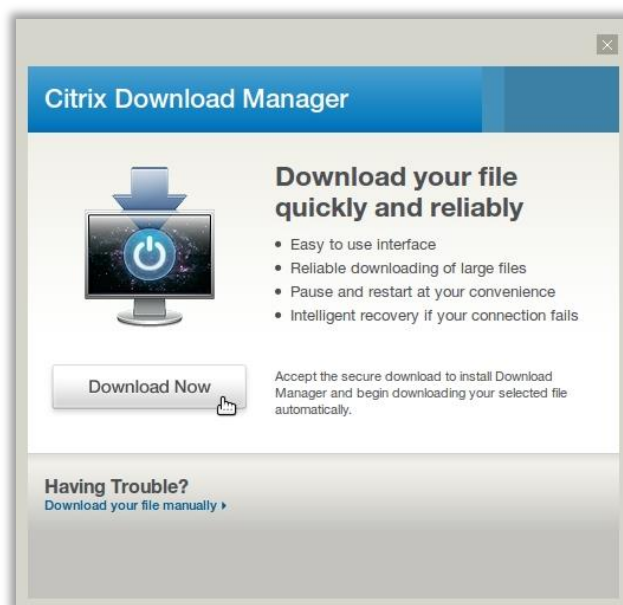 Citrix Download Manager
Download your file
quickly and reliably
• Easy to use interface
• Reliable downloading of large files
• Pause and restart at your convenience
• Intelligent recovery if your connection fails
Download Now
Accept the secure download to install Download
Manager and begin downloading your selected file
automatically.
Having Trouble?
Download your file manually